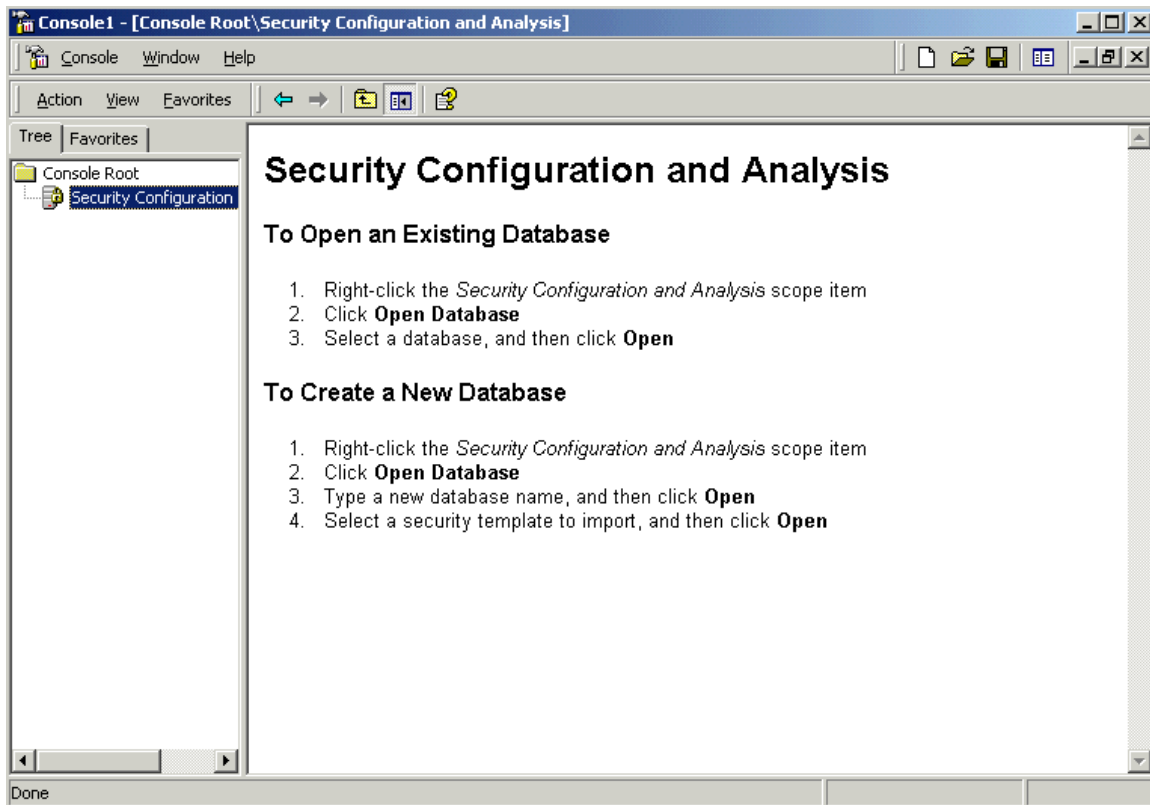 Console1 - [Console Root\Security Configuration and Analysis]
Console Window Help
Action View Favorites
Tree Favorites
Console Root
Security Configuration
Security Configuration and Analysis
To Open an Existing Database
1. Right-click the Security Configuration and Analysis scope item
2. Click Open Database
3. Select a database, and then click Open
To Create a New Database
1. Right-click the Security Configuration and Analysis scope item
2. Click Open Database
3. Type a new database name, and then click Open
4. Select a security template to import, and then click Open
Done